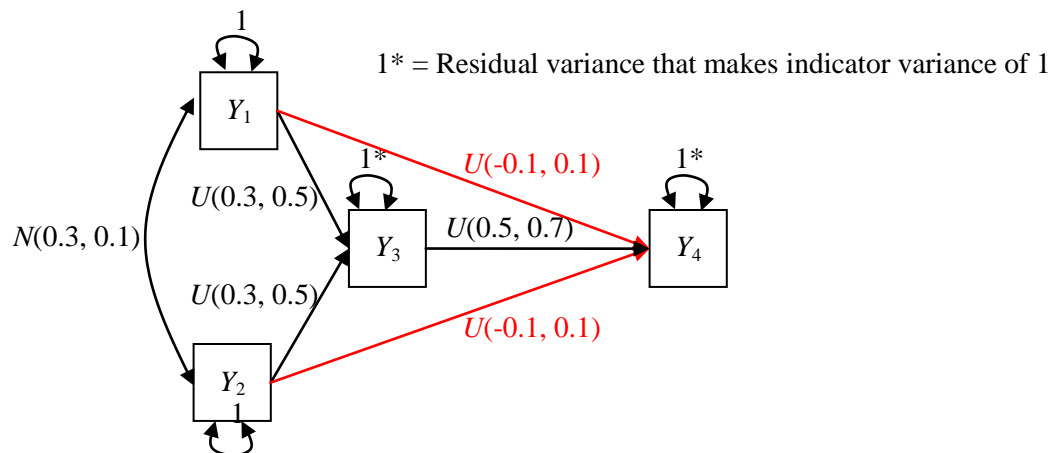 1
1* = Residual variance that makes indicator variance of 1
Y1
U(-0.1, 0.1)
1*
1*
U(0.3, 0.5)
N(0.3, 0.1)
Y3
U(0.5, 0.7)
Y4
U(0.3, 0.5)
U(-0.1, 0.1)
Y2
1